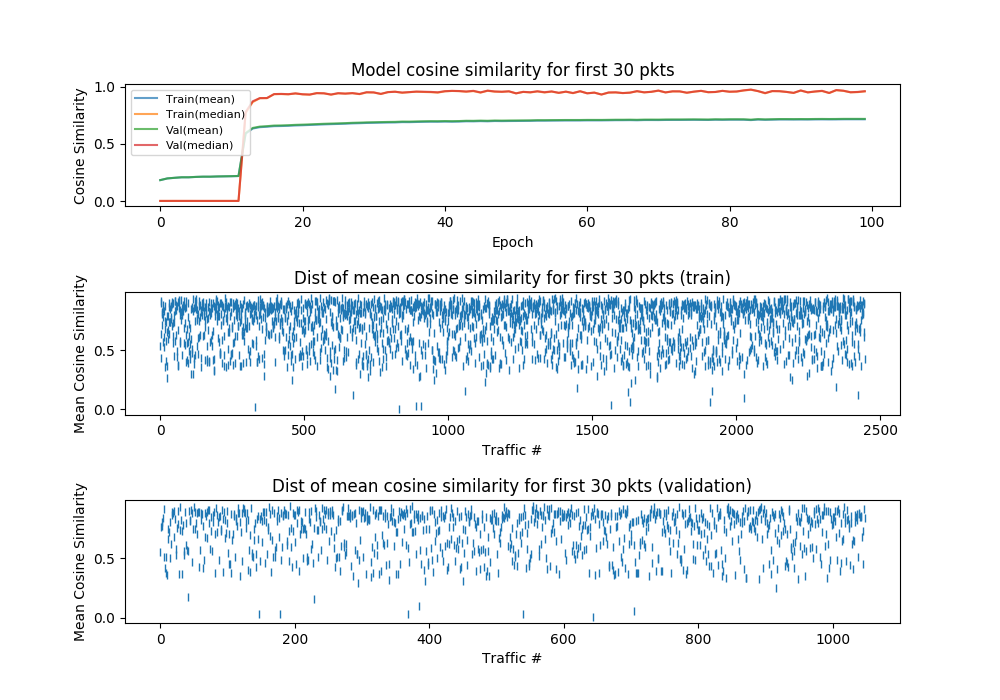 Model cosine similarity for first 30 pkts
1.0
0.5
0.0
Cosine Similarity
Train(mean)
Train(median)
Val(mean)
Val(median)
0 20 40 60 80 100
Epoch
Dist of mean cosine similarity for first 30 pkts (train)
0.5
0.0
Mean Cosine Similarity
0 500 1000 1500 2000 2500
Traffic #
Dist of mean cosine similarity for first 30 pkts (validation)
0.5
0.0
Mean Cosine Similarity
0 200 400 600 800 1000
Traffic #